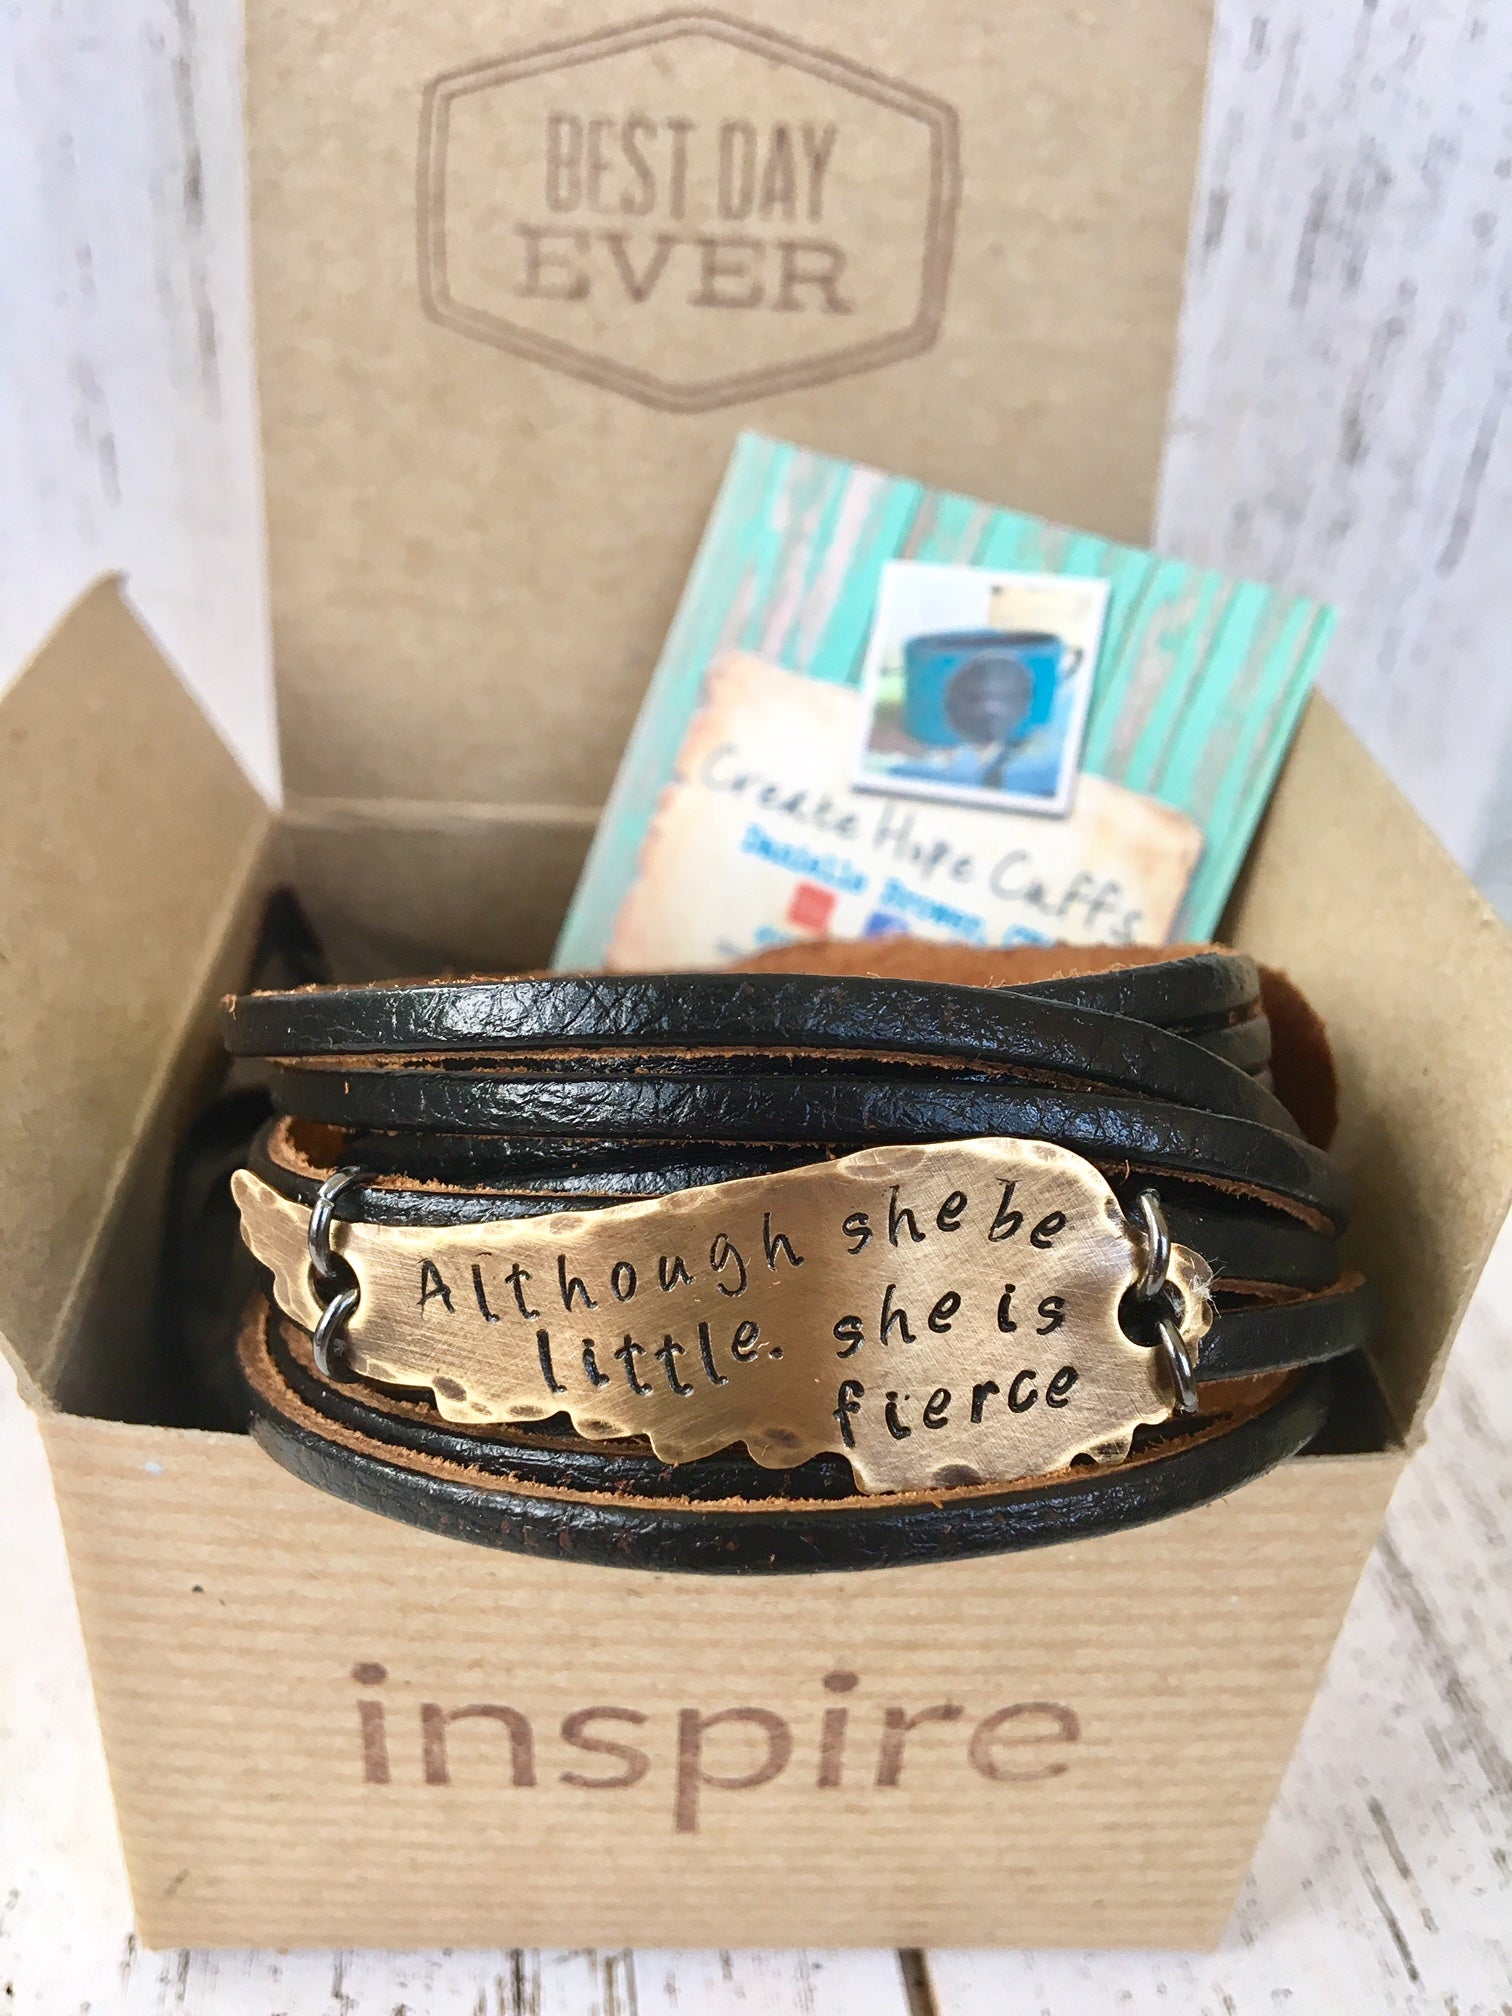 BEST DAY
EVER
Create Hope Cuffs
Although she be
little. she is
fierce
inspire